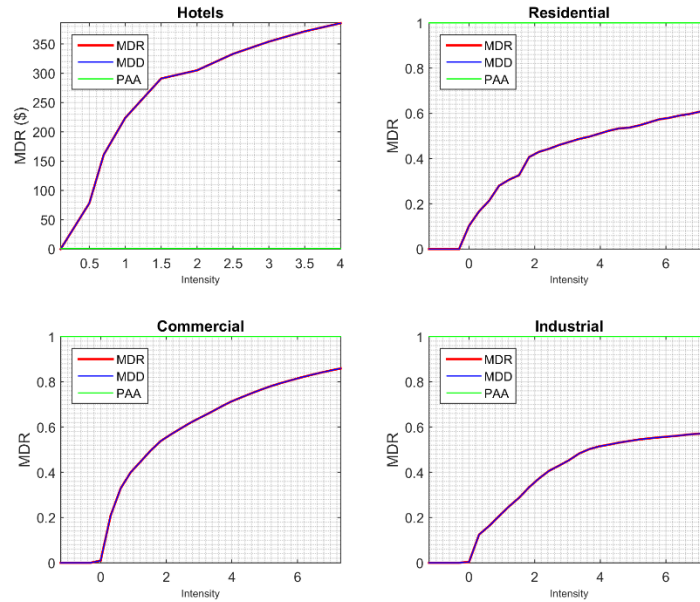 Hotels
MDR ($)
350
300
250
200
150
100
50
0
MDR
MDD
PAA
0.5 1 1.5 2 2.5 3 3.5 4
Intensity
Residential
MDR
1
0.8
0.6
0.4
0.2
0
MDR
MDD
PAA
0 2 4 6
Intensity
Commercial
MDR
1
0.8
0.6
0.4
0.2
0
MDR
MDD
PAA
0 2 4 6
Intensity
Industrial
MDR
1
0.8
0.6
0.4
0.2
0
MDR
MDD
PAA
0 2 4 6
Intensity